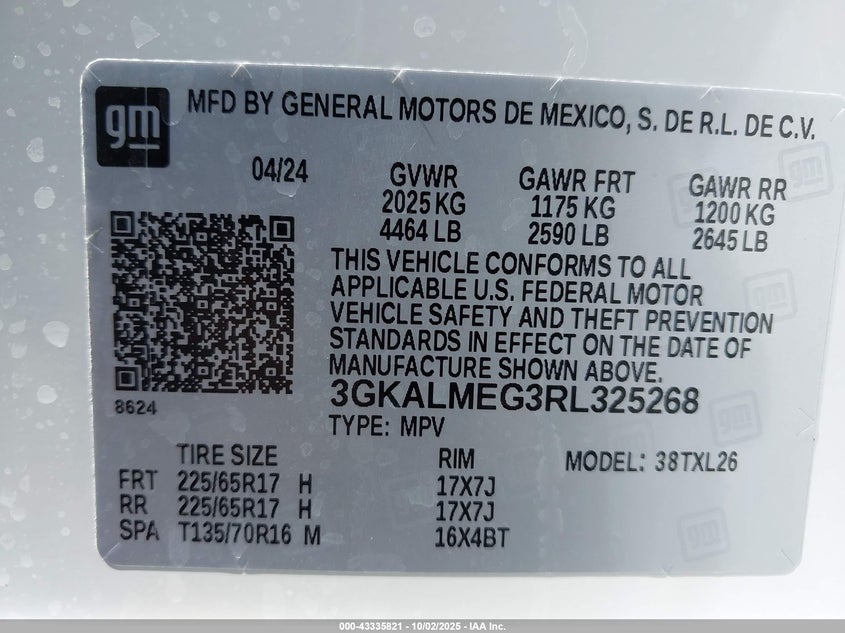 gm MFD BY GENERAL MOTORS DE MEXICO, S. DE R.L. DE C.V.
04/24 GVWR GAWR FRT GAWR RR
2025 KG 1175 KG 1200 KG
4464 LB 2590 LB 2645 LB
THIS VEHICLE CONFORMS TO ALL
APPLICABLE U.S. FEDERAL MOTOR
VEHICLE SAFETY AND THEFT PREVENTION
STANDARDS IN EFFECT ON THE DATE OF
MANUFACTURE SHOWN ABOVE.
8624 3GKALMEG3RL325268
TYPE: MPV
TIRE SIZE RIM MODEL: 38TXL26
FRT 225/65R17 H 17X7J
RR 225/65R17 H 17X7J
SPA T135/70R16 M 16X4BT
gm
gm
gm
gm
000-43335821 - 10/02/2025 - IAA Inc.